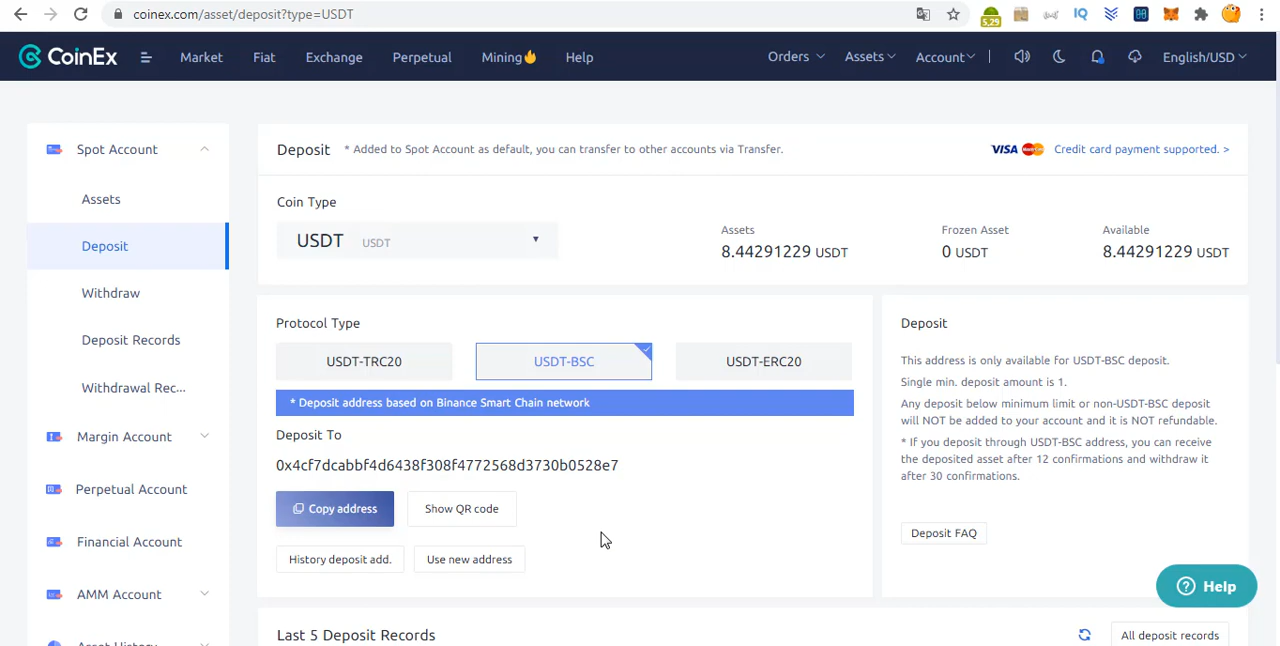 coinex.com/asset/deposit?type=USDT
5,29
IQ
CoinEx
Market
Fiat
Exchange
Perpetual
Mining
Help
Orders
Assets
Account
English/USD
Spot Account
Assets
Deposit
Withdraw
Deposit Records
Withdrawal Rec...
Margin Account
Perpetual Account
Financial Account
AMM Account
Asset History
Deposit
* Added to Spot Account as default, you can transfer to other accounts via Transfer.
VISA
Credit card payment supported. >
Coin Type
USDT USDT
Assets
8.44291229 USDT
Frozen Asset
0 USDT
Available
8.44291229 USDT
Protocol Type
USDT-TRC20
USDT-BSC
USDT-ERC20
* Deposit address based on Binance Smart Chain network
Deposit To
0x4cf7dcabbf4d6438f308f4772568d3730b0528e7
Copy address
Show QR code
History deposit add.
Use new address
Deposit
This address is only available for USDT-BSC deposit.
Single min. deposit amount is 1.
Any deposit below minimum limit or non-USDT-BSC deposit
will NOT be added to your account and it is NOT refundable.
* If you deposit through USDT-BSC address, you can receive
the deposited asset after 12 confirmations and withdraw it
after 30 confirmations.
Deposit FAQ
Help
Last 5 Deposit Records
All deposit records